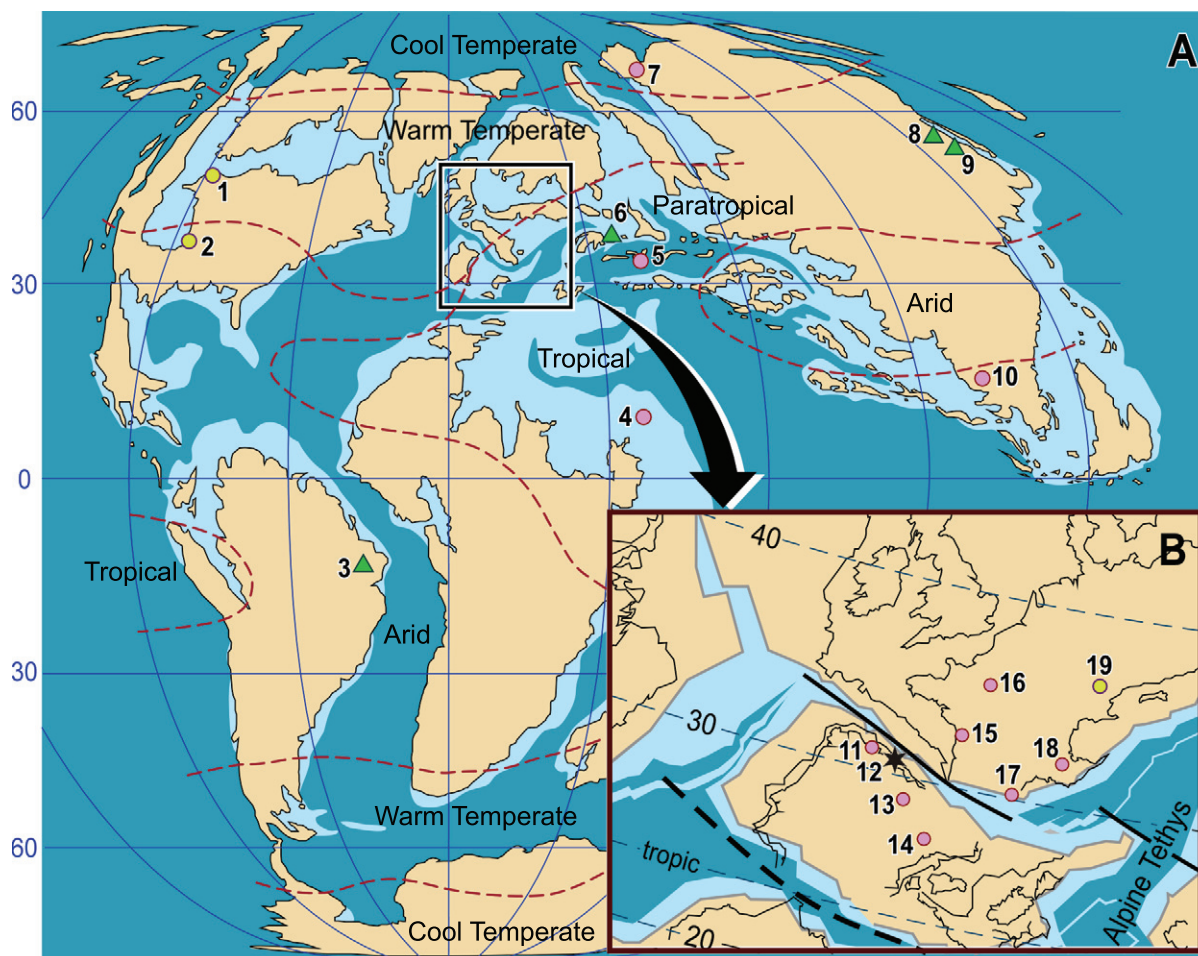 A
Cool Temperate
7
60
Warm Temperate
8
9
1
6
Paratropical
2
5
30
Arid
Tropical
10
4
0
B
40
3
Tropical
19
16
Arid
30
15
11
18
12
17
30
13
14
Warm Temperate
60
tropic
Alpine Tethys
Cool Temperate
20